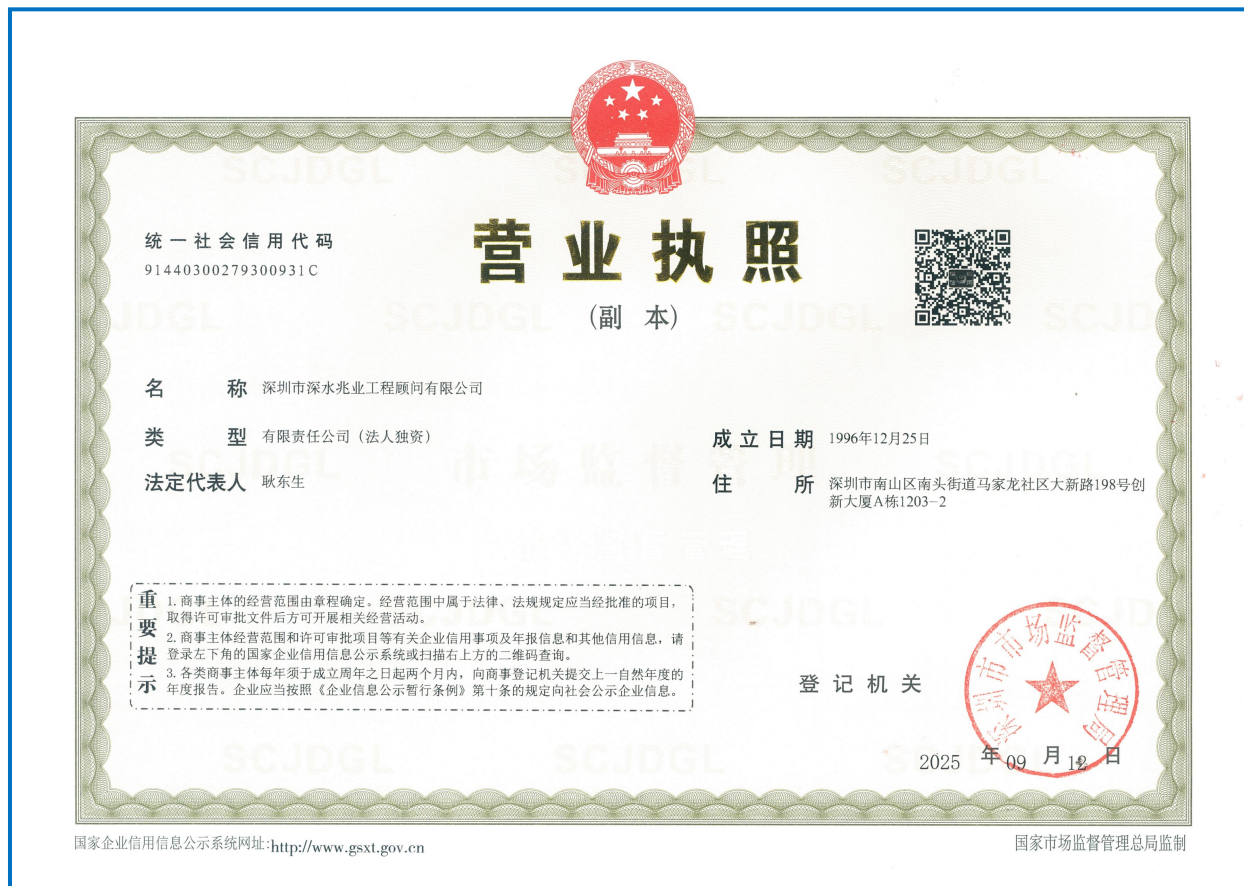 统一社会信用代码
91440300279300931C
营业执照
(副 本)
名 称 深圳市深水兆业工程顾问有限公司
类 型 有限责任公司（法人独资）
法定代表人 耿东生
成立日期 1996年12月25日
住 所 深圳市南山区南头街道马家龙社区大新路198号创
新大厦A栋1203-2
重要提示
1. 商事主体的经营范围由章程确定。经营范围中属于法律、法规规定应当经批准的项目，
取得许可审批文件后方可开展相关经营活动。
2. 商事主体经营范围和许可审批项目等有关企业信用事项及年报信息和其他信用信息，请
登录左下角的国家企业信用信息公示系统或扫描右上方的二维码查询。
3. 各类商事主体每年须于成立周年之日起两个月内，向商事登记机关提交上一自然年度的
年度报告。企业应当按照《企业信息公示暂行条例》第十条的规定向社会公示企业信息。
登记机关
深圳市市场监督管理局
2025 年 09 月 12 日
国家企业信用信息公示系统网址:http://www.gsxt.gov.cn
国家市场监督管理总局监制
SCJDGL
市场监督管理